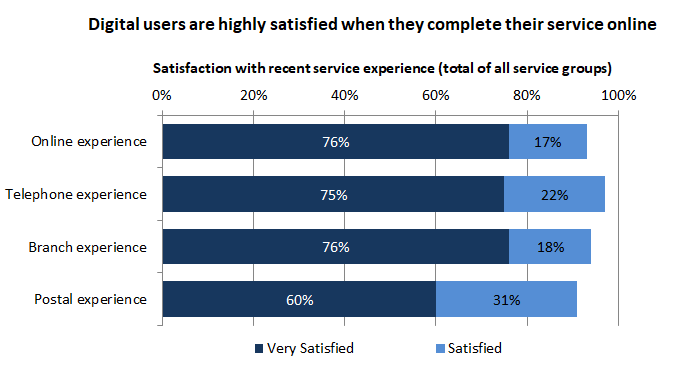 Digital users are highly satisfied when they complete their service online
Satisfaction with recent service experience (total of all service groups)
0% 20% 40% 60% 80% 100%
Online experience 76% 17%
Telephone experience 75% 22%
Branch experience 76% 18%
Postal experience 60% 31%
Very Satisfied Satisfied